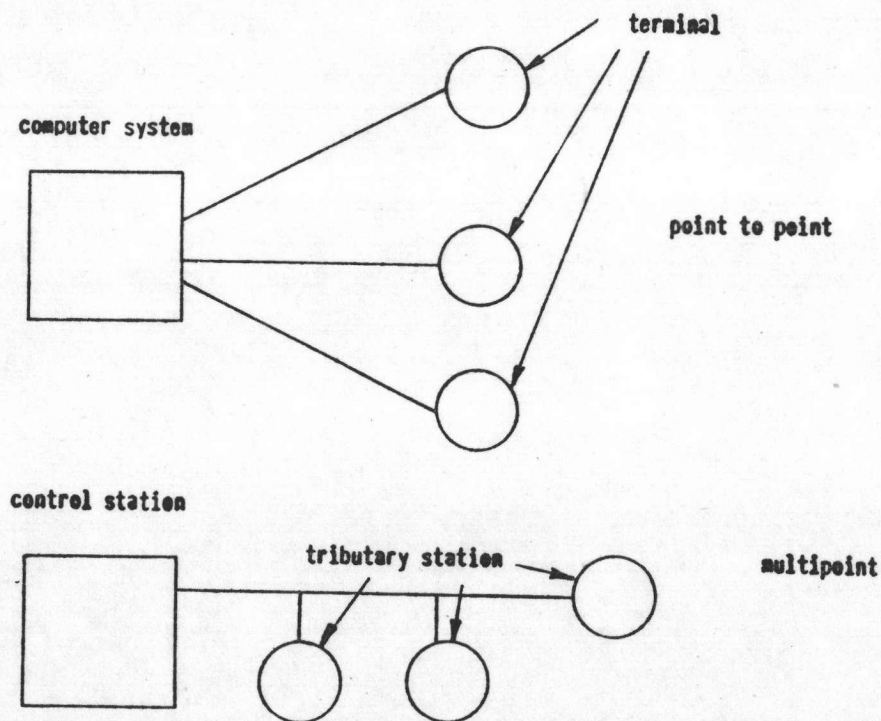 terminal
computer system
point to point
control station
tributary station
multipoint